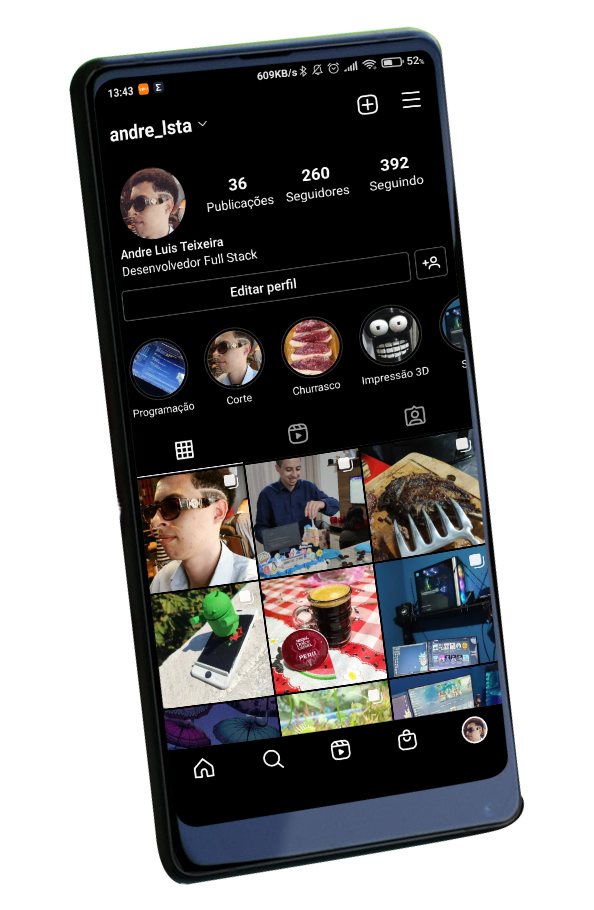 13:43
609KB/s
52%
andre_lsta
36 260 392
Publicações Seguidores Seguindo
Andre Luis Teixeira
Desenvolvedor Full Stack
Editar perfil
Programação Corte Churrasco Impressão 3D S
PERÚ